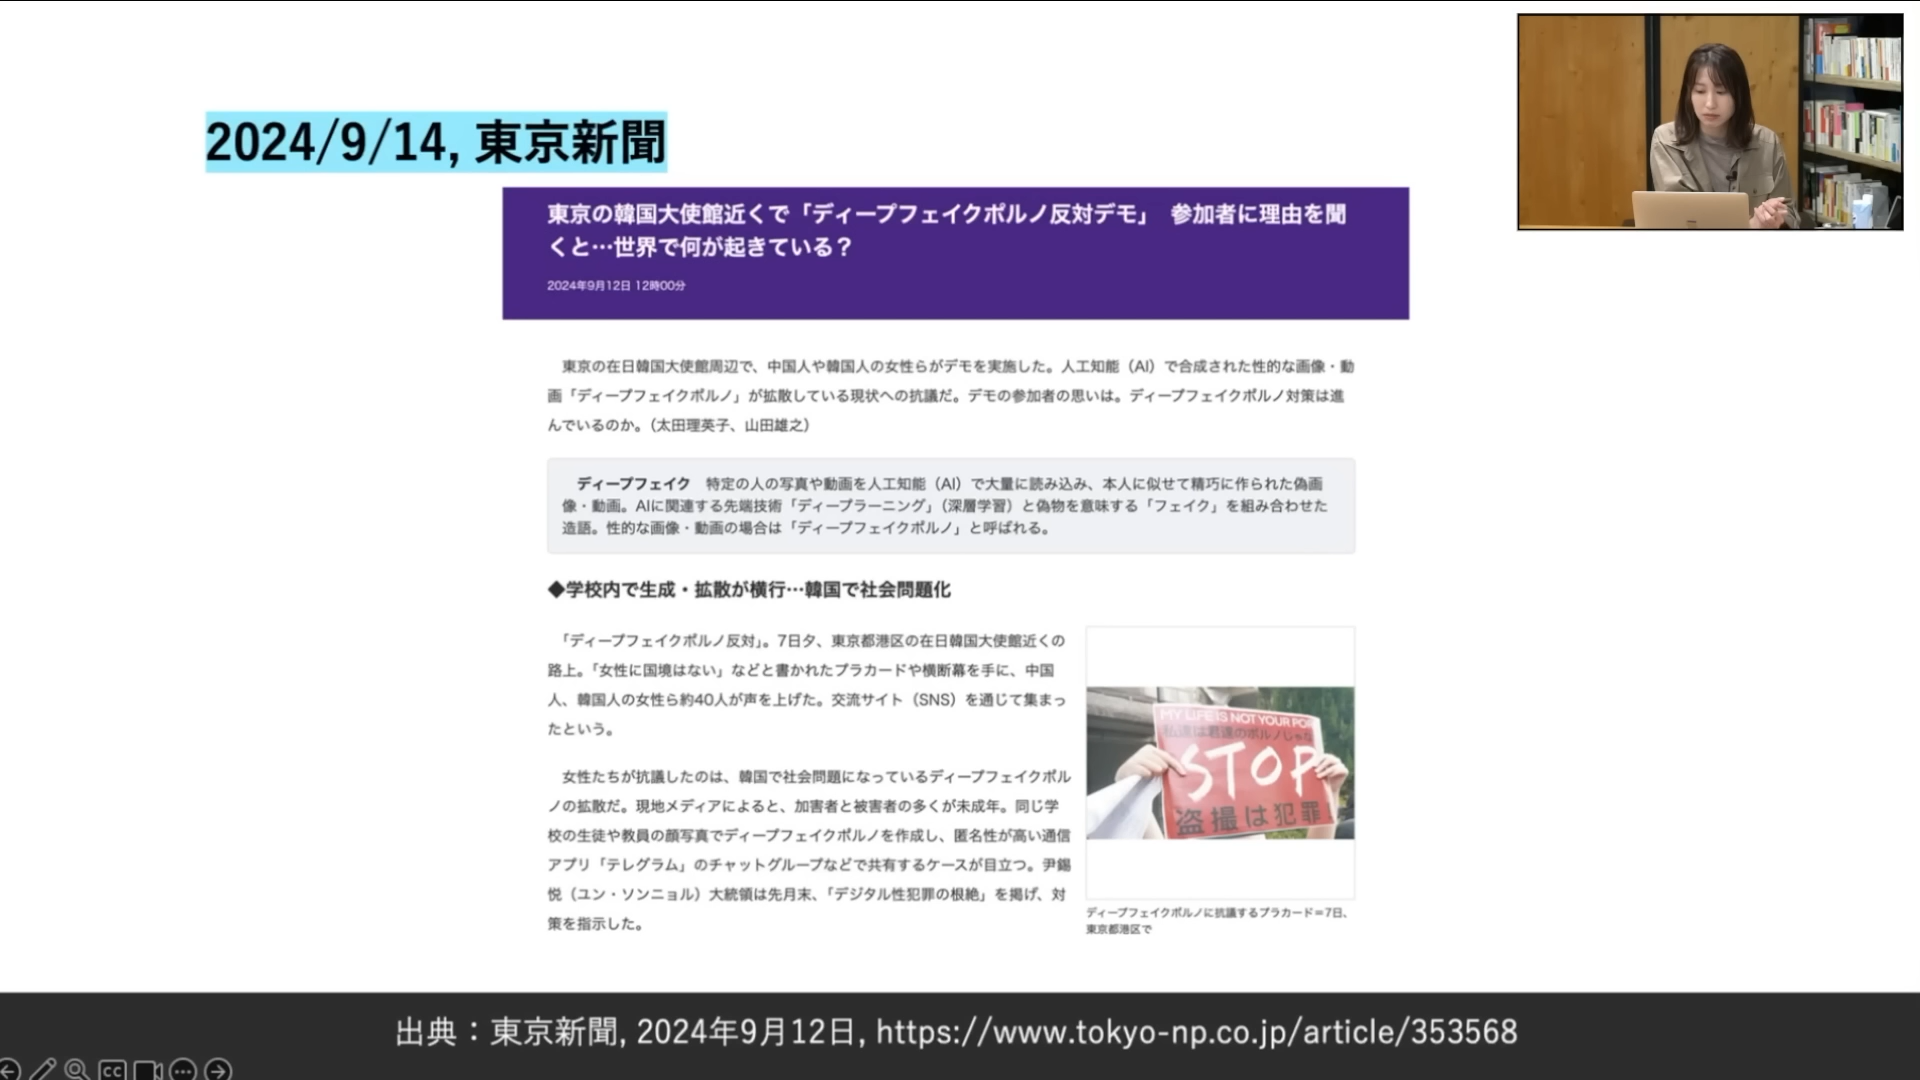 2024/9/14, 東京新聞
東京の韓国大使館近くで「ディープフェイクポルノ反対デモ」 参加者に理由を聞
くと…世界で何が起きている？
2024年9月12日 12時00分
東京の在日韓国大使館周辺で、中国人や韓国人の女性らがデモを実施した。人工知能（AI）で合成された性的な画像・動
画「ディープフェイクポルノ」が拡散している現状への抗議だ。デモの参加者の思いは。ディープフェイクポルノ対策は進
んでいるのか。（太田理英子、山田雄之）
ディープフェイク 特定の人の写真や動画を人工知能（AI）で大量に読み込み、本人に似せて精巧に作られた偽画
像・動画。AIに関連する先端技術「ディープラーニング」（深層学習）と偽物を意味する「フェイク」を組み合わせた
造語。性的な画像・動画の場合は「ディープフェイクポルノ」と呼ばれる。
◆学校内で生成・拡散が横行…韓国で社会問題化
「ディープフェイクポルノ反対」。7日夕、東京都港区の在日韓国大使館近くの
路上。「女性に国境はない」などと書かれたプラカードや横断幕を手に、中国
人、韓国人の女性ら約40人が声を上げた。交流サイト（SNS）を通じて集まっ
たという。
女性たちが抗議したのは、韓国で社会問題になっているディープフェイクポル
ノの拡散だ。現地メディアによると、加害者と被害者の多くが未成年。同じ学
校の生徒や教員の顔写真でディープフェイクポルノを作成し、匿名性が高い通信
アプリ「テレグラム」のチャットグループなどで共有するケースが目立つ。尹錫
悦（ユン・ソンニョル）大統領は先月末、「デジタル性犯罪の根絶」を掲げ、対
策を指示した。
MY LIFE IS NOT YOUR POR
私達は君達のポルノじゃな
STOP
盗撮は犯罪
ディープフェイクポルノに抗議するプラカード＝7日、
東京都港区で
出典：東京新聞, 2024年9月12日, https://www.tokyo-np.co.jp/article/353568
CC